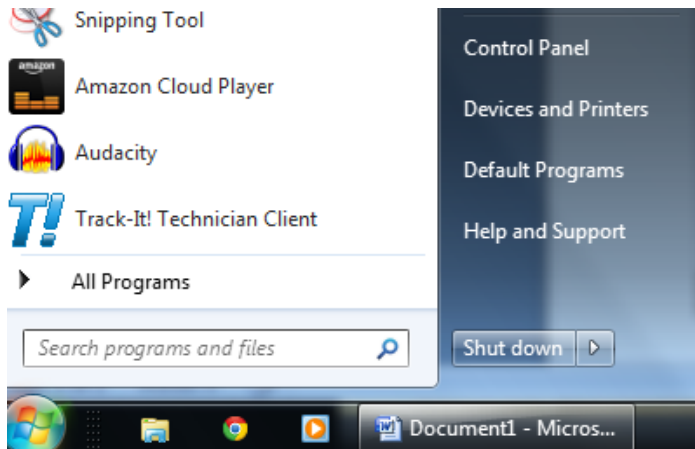 Snipping Tool
amazon
Amazon Cloud Player
Audacity
T!
Track-It! Technician Client
All Programs
Search programs and files
Control Panel
Devices and Printers
Default Programs
Help and Support
Shut down
W
Document1 - Micros...